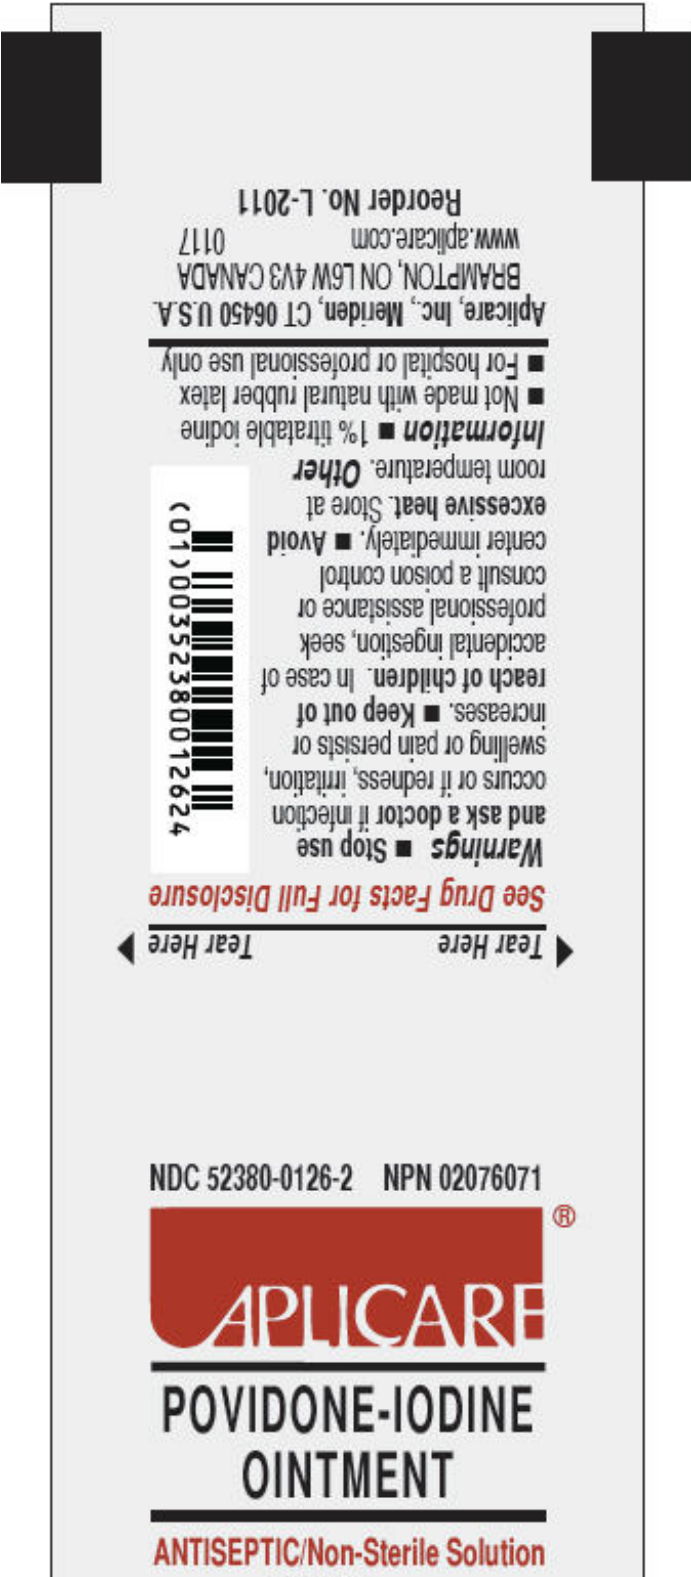 NDC 52380-0126-2 NPN 02076071
APLICARE®
POVIDONE-IODINE
OINTMENT
ANTISEPTIC/Non-Sterile Solution
Tear Here Tear Here
See Drug Facts for Full Disclosure
Warnings ■ Stop use
and ask a doctor if infection
occurs or if redness, irritation,
swelling or pain persists or
increases. ■ Keep out of
reach of children. In case of
accidental ingestion, seek
professional assistance or
consult a poison control
center immediately. ■ Avoid
excessive heat. Store at
room temperature. Other
Information ■ 1% titratable iodine
■ Not made with natural rubber latex
■ For hospital or professional use only
Aplicare, Inc., Meriden, CT 06450 U.S.A.
BRAMPTON, ON L6W 4V3 CANADA
www.aplicare.com 0117
Reorder No. L-2011
(01)00352380012624